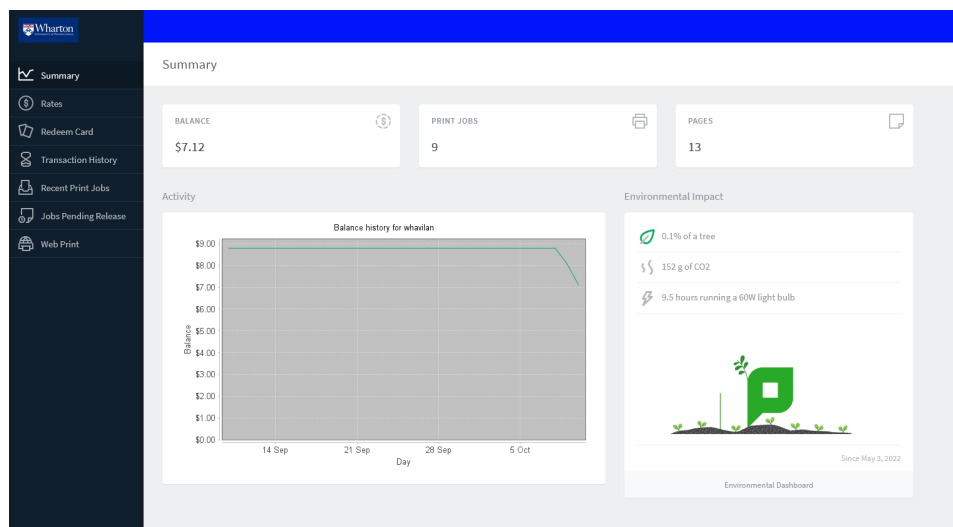 Wharton
Summary
Rates
Redeem Card
Transaction History
Recent Print Jobs
Jobs Pending Release
Web Print
Summary
BALANCE
$7.12
PRINT JOBS
9
PAGES
13
Activity
Balance history for whavilan
Balance
$9.00
$8.00
$7.00
$6.00
$5.00
$4.00
$3.00
$2.00
$1.00
$0.00
14 Sep
21 Sep
28 Sep
5 Oct
Day
Environmental Impact
0.1% of a tree
152 g of CO2
9.5 hours running a 60W light bulb
Since May 3, 2022
Environmental Dashboard